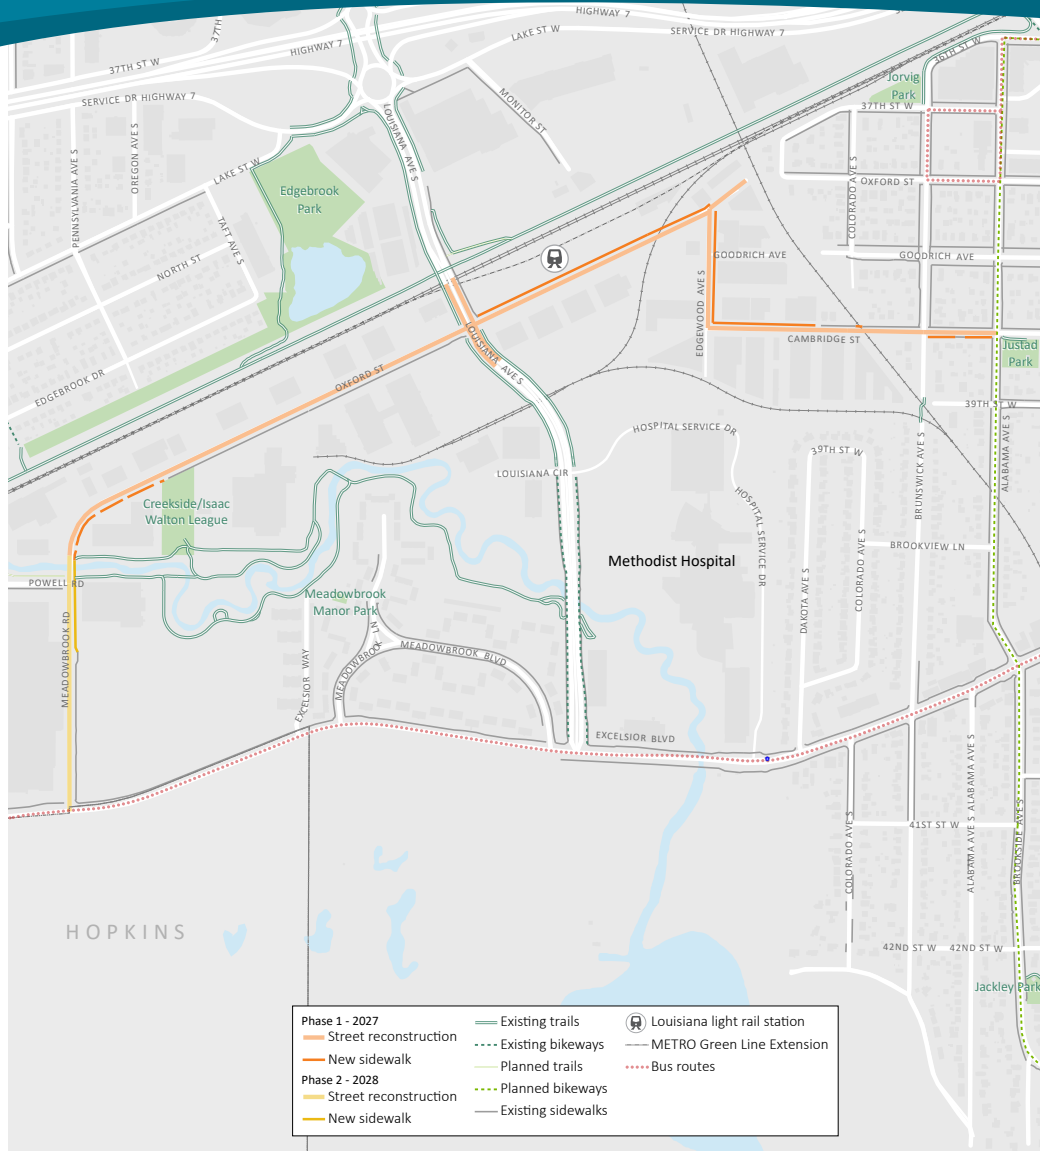 HIGHWAY 7
37TH
LAKE ST W
SERVICE DR HIGHWAY 7
HIGHWAY 7
36TH ST W
37TH ST W
Jorvig
Park
SERVICE DR HIGHWAY 7
MONITOR ST
37TH ST W
LOUISIANA AVE S
OREGON AVE S
PENNSYLVANIA AVE S
LAKE ST W
Edgebrook
Park
COLORADO AVE S
OXFORD ST
TAFT AVE S
NORTH ST
GOODRICH AVE
GOODRICH AVE
EDGEWOOD AVE S
LOUISIANA AVE S
CAMBRIDGE ST
Justad
Park
OXFORD ST
EDGEBROOK DR
39TH ST W
ALABAMA AVE S
HOSPITAL SERVICE DR
39TH ST W
LOUISIANA CIR
BRUNSWICK AVE S
Creekside/Isaac
Walton League
HOSPITAL SERVICE DR
BROOKVIEW LN
Methodist Hospital
COLORADO AVE S
DAKOTA AVE S
POWELL RD
Meadowbrook
Manor Park
MEADOWBROOK RD
MEADOWBROOK LN
MEADOWBROOK BLVD
EXCELSIOR WAY
EXCELSIOR BLVD
ALABAMA AVE S
ALABAMA AVE S
41ST ST W
COLORADO AVE S
BROOKSIDE AVE S
HOPKINS
42ND ST W
42ND ST W
Jackley Park
Phase 1 - 2027
Street reconstruction
New sidewalk
Phase 2 - 2028
Street reconstruction
New sidewalk
Existing trails
Existing bikeways
Planned trails
Planned bikeways
Existing sidewalks
Louisiana light rail station
METRO Green Line Extension
Bus routes